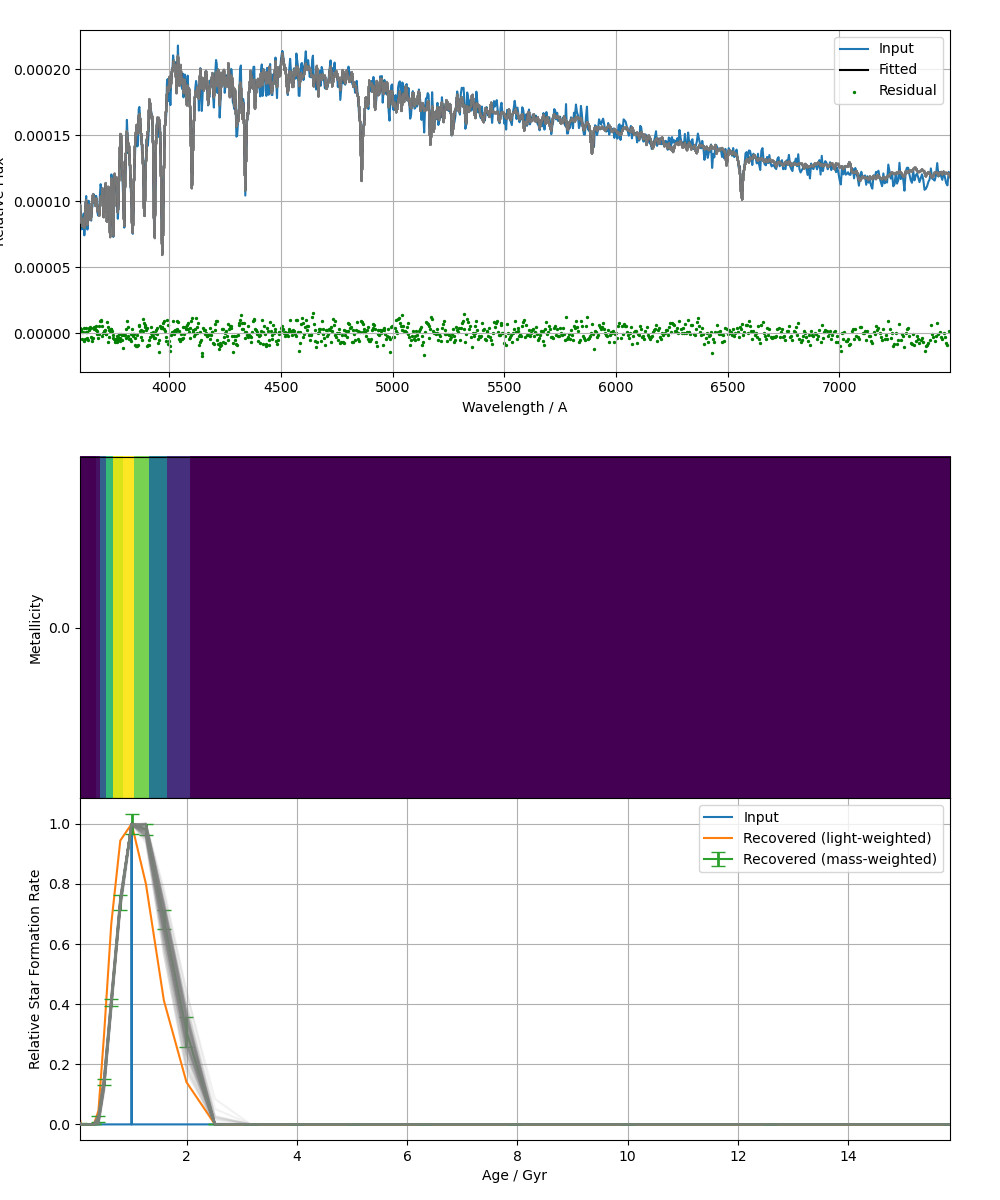 Input
Fitted
Residual
0.00020
0.00015
0.00010
0.00005
0.00000
4000 4500 5000 5500 6000 6500 7000
Wavelength / A
Metallicity
0.0
Input
Recovered (light-weighted)
Recovered (mass-weighted)
Relative Star Formation Rate
1.0
0.8
0.6
0.4
0.2
0.0
2 4 6 8 10 12 14
Age / Gyr